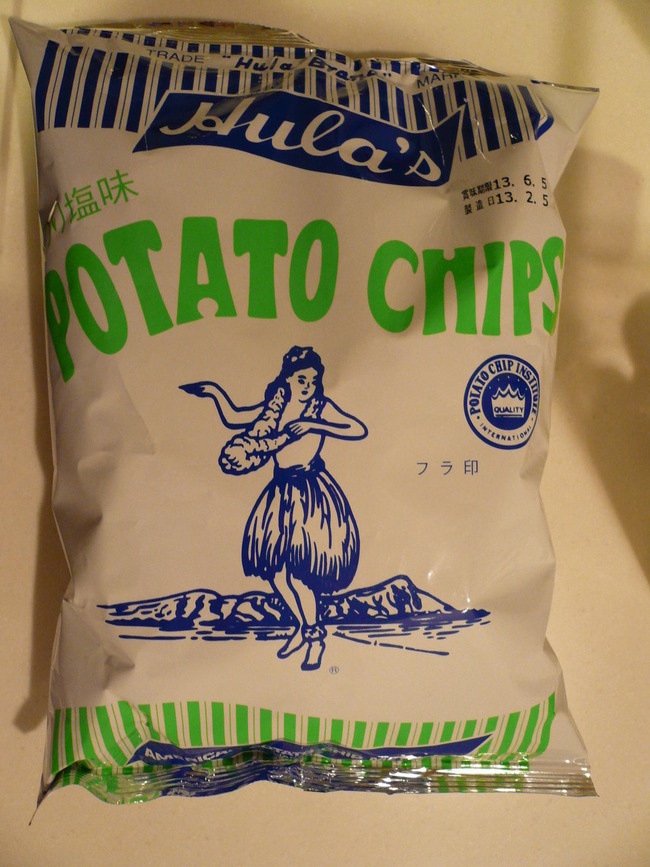 TRADE "Hula Brand" MARK
Hula's
塩味
賞味期限13. 6. 5
製造日13. 2. 5
POTATO CHIPS
POTATO CHIP INSTITUTE
QUALITY
INTERNATIONAL
フラ印
®